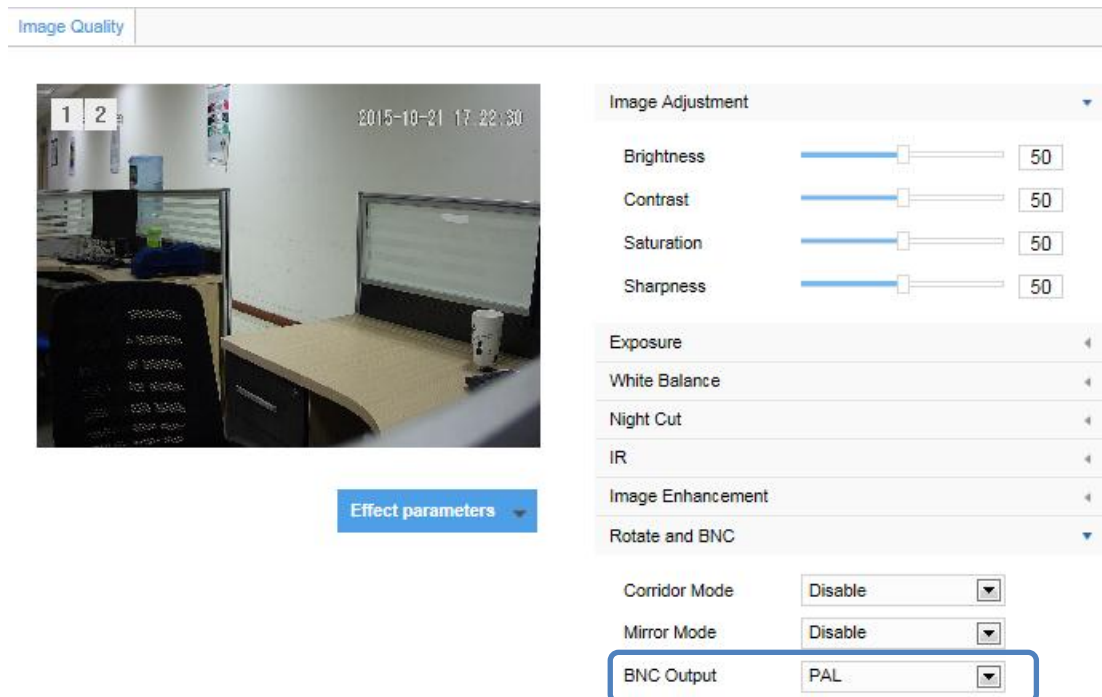 Image Quality
1 2
2015-10-21 17:22:30
Effect parameters
Image Adjustment
Brightness 50
Contrast 50
Saturation 50
Sharpness 50
Exposure
White Balance
Night Cut
IR
Image Enhancement
Rotate and BNC
Corridor Mode Disable
Mirror Mode Disable
BNC Output PAL